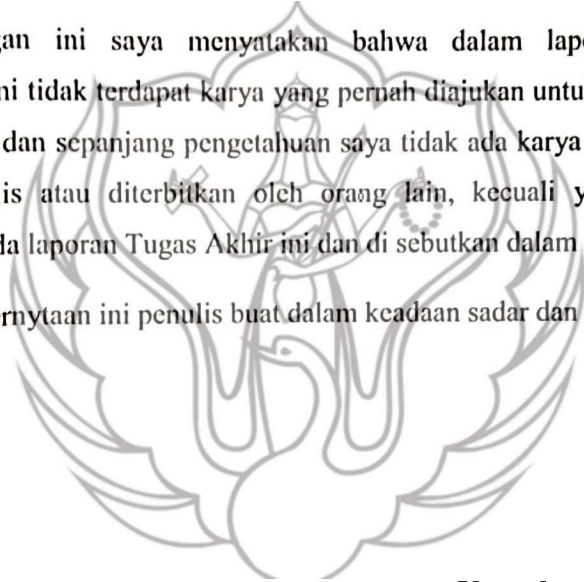 gan ini saya menyatakan bahwa dalam lap
ni tidak terdapat karya yang pernah diajukan untu
dan sepanjang pengetahuan saya tidak ada karya
is atau diterbitkan oleh orang lain, kecuali y
da laporan Tugas Akhir ini dan di sebutkan dalam
rnytaan ini penulis buat dalam keadaan sadar dan